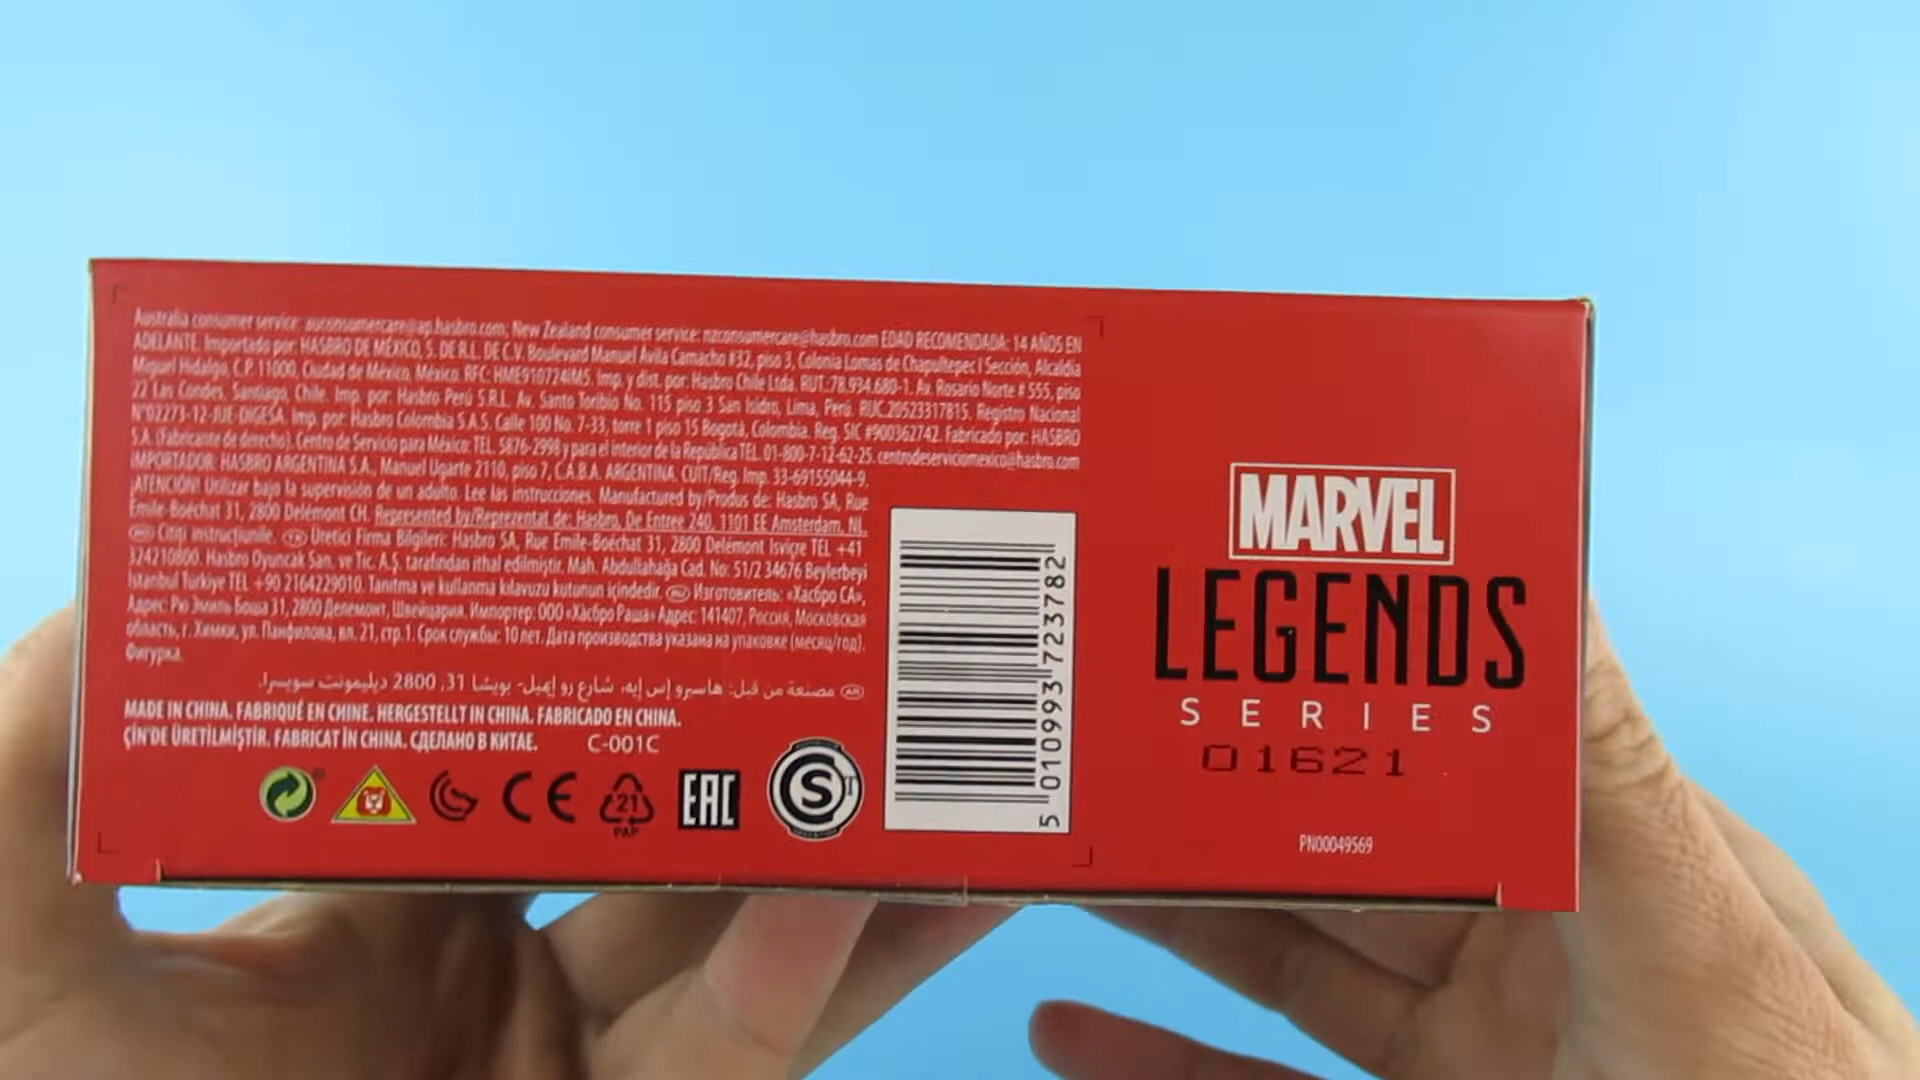 Australia consumer service: auconsumercare@ap.hasbro.com; New Zealand consumer service: nzconsumercare@hasbro.com EDAD RECOMENDADA: 14 AÑOS EN
ADELANTE. Importado por: HASBRO DE MÉXICO, S. DE R.L. DE C.V. Boulevard Manuel Ávila Camacho #32, piso 3, Colonia Lomas de Chapultepec I Sección, Alcaldía
Miguel Hidalgo, C.P. 11000, Ciudad de México, México. RFC: HME910724IM5. Imp. y dist. por: Hasbro Chile Ltda. RUT.:78.934.680-1. Av. Rosario Norte # 555, piso
22 Las Condes, Santiago, Chile. Imp. por: Hasbro Perú S.R.L. Av. Santo Toribio No. 115 piso 3 San Isidro, Lima, Perú. RUC.20523317815. Registro Nacional
N°02273-12-JUE-DIGESA. Imp. por: Hasbro Colombia S.A.S. Calle 100 No. 7-33, torre 1 piso 15 Bogotá, Colombia. Reg. SIC #900362742. Fabricado por: HASBRO
S.A. (Fabricante de derecho). Centro de Servicio para México: TEL. 5876-2998 y para el interior de la República TEL. 01-800-7-12-62-25. centrodeserviciomexico@hasbro.com
IMPORTADOR: HASBRO ARGENTINA S.A., Manuel Ugarte 2110, piso 7, C.A.B.A. ARGENTINA. CUIT/Reg. Imp. 33-69155044-9.
¡ATENCIÓN! Utilizar bajo la supervisión de un adulto. Lee las instrucciones. Manufactured by/Produs de: Hasbro SA, Rue
Emile-Boéchat 31, 2800 Delémont CH. Represented by/Reprezentat de: Hasbro, De Entree 240, 1101 EE Amsterdam, NL.
RO Citiți instrucțiunile. TR Üretici Firma Bilgileri: Hasbro SA, Rue Emile-Boéchat 31, 2800 Delémont İsviçre TEL +41
324210800. Hasbro Oyuncak San. ve Tic. A.Ş. tarafından ithal edilmiştir. Mah. Abdullahağa Cad. No: 51/2 34676 Beylerbeyi
İstanbul Türkiye TEL +90 2164229010. Tanıtma ve kullanma kılavuzu kutunun içindedir. RU Изготовитель: «Хасбро СА»,
Адрес: Рю Эмиль Боша 31, 2800 Делемонт, Швейцария. Импортер: ООО «Хасбро Раша» Адрес: 141407, Россия, Московская
область, г. Химки, ул. Панфилова, вл. 21, стр.1. Срок службы: 10 лет. Дата производства указана на упаковке (месяц/год).
Фигурка.
AR مصنعة من قبل: هاسبرو إس إيه، شارع رو إيميل- بويشا 31، 2800 ديليمونت سويسرا.
MADE IN CHINA. FABRIQUÉ EN CHINE. HERGESTELLT IN CHINA. FABRICADO EN CHINA.
ÇİN'DE ÜRETİLMİŞTİR. FABRICAT ÎN CHINA. СДЕЛАНО В КИТАЕ. C-001C
CE
21
PAP
EAC
S
5 010993 723782
MARVEL
LEGENDS
SERIES
01621
PN00049569